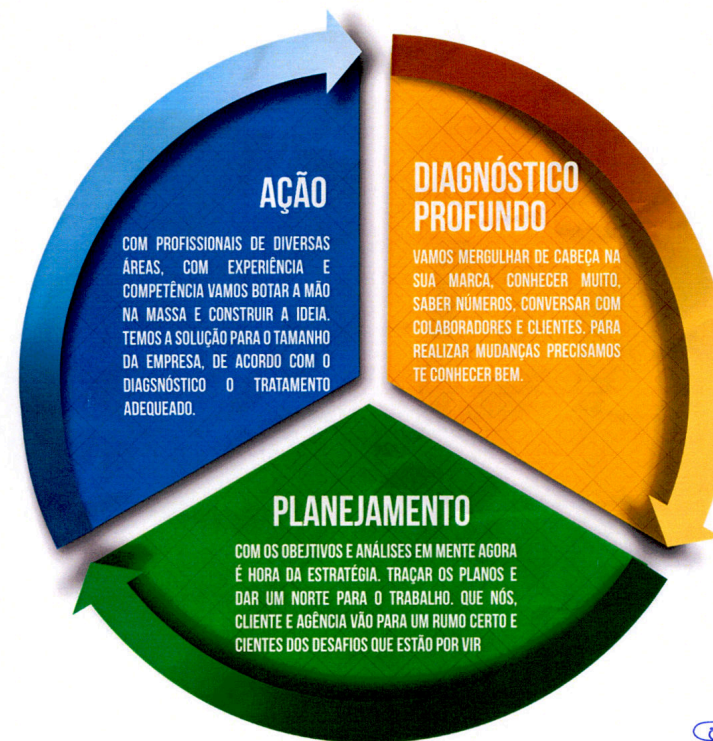 AÇÃO
COM PROFISSIONAIS DE DIVERSAS
ÁREAS, COM EXPERIÊNCIA E
COMPETÊNCIA VAMOS BOTAR A MÃO
NA MASSA E CONSTRUIR A IDEIA.
TEMOS A SOLUÇÃO PARA O TAMANHO
DA EMPRESA, DE ACORDO COM O
DIAGSNÓSTICO O TRATAMENTO
ADEQUEADO.
DIAGNÓSTICO
PROFUNDO
VAMOS MERGULHAR DE CABEÇA NA
SUA MARCA, CONHECER MUITO,
SABER NÚMEROS, CONVERSAR COM
COLABORADORES E CLIENTES. PARA
REALIZAR MUDANÇAS PRECISAMOS
TE CONHECER BEM.
PLANEJAMENTO
COM OS OBEJTIVOS E ANÁLISES EM MENTE AGORA
É HORA DA ESTRATÉGIA. TRAÇAR OS PLANOS E
DAR UM NORTE PARA O TRABALHO. QUE NÓS,
CLIENTE E AGÊNCIA VÃO PARA UM RUMO CERTO E
CIENTES DOS DESAFIOS QUE ESTÃO POR VIR